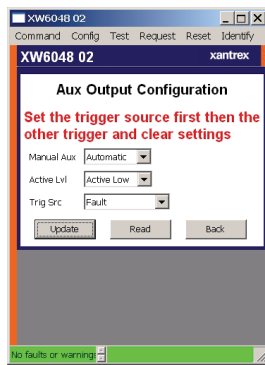 XW6048 02
Command Config Test Request Reset Identify
XW6048 02 xantrex
Aux Output Configuration
Set the trigger source first then the
other trigger and clear settings
Manual Aux Automatic
Active Lvl Active Low
Trig Src Fault
Update Read Back
No faults or warnings